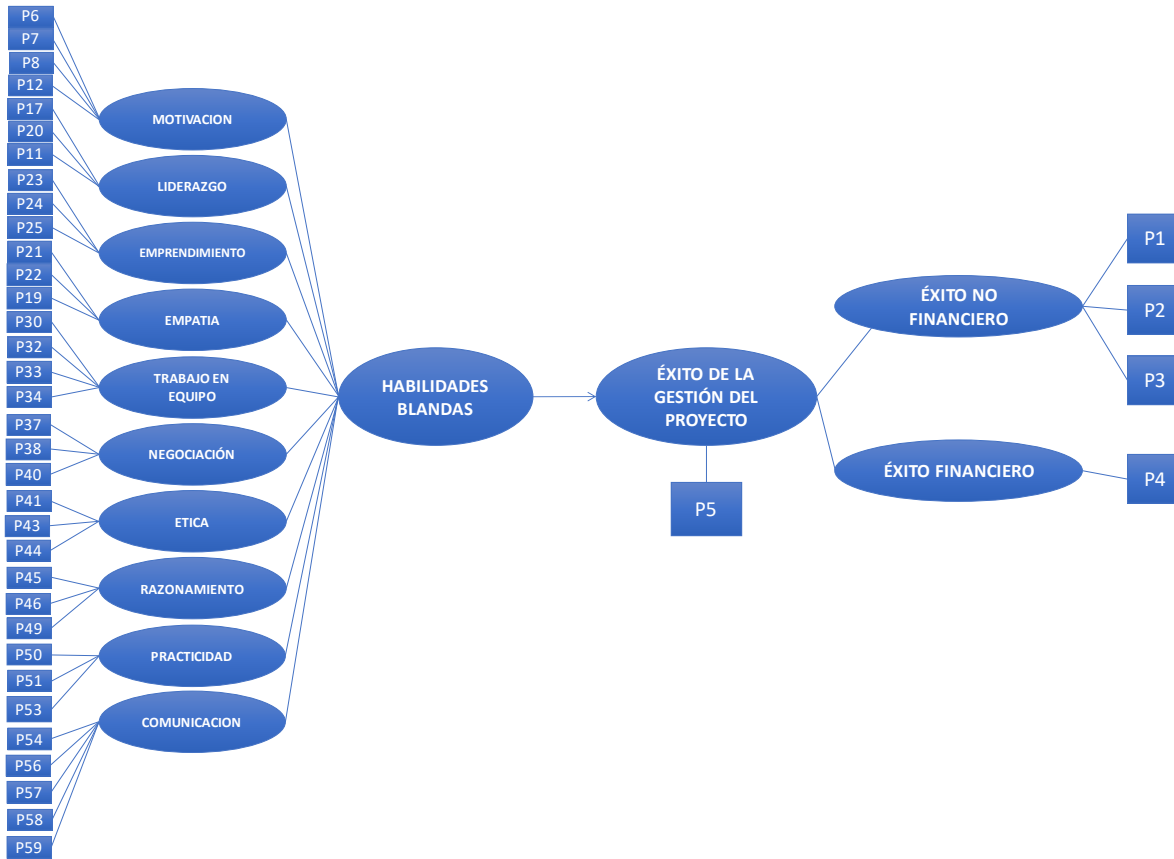 P6
P7
P8
P12
P17
P20
P11
P23
P24
P25
P21
P22
P19
P30
P32
P33
P34
P37
P38
P40
P41
P43
P44
P45
P46
P49
P50
P51
P53
P54
P56
P57
P58
P59
MOTIVACION
LIDERAZGO
EMPRENDIMIENTO
EMPATIA
TRABAJO EN
EQUIPO
NEGOCIACIÓN
ETICA
RAZONAMIENTO
PRACTICIDAD
COMUNICACION
HABILIDADES
BLANDAS
ÉXITO DE LA
GESTIÓN DEL
PROYECTO
P5
ÉXITO NO
FINANCIERO
ÉXITO FINANCIERO
P1
P2
P3
P4